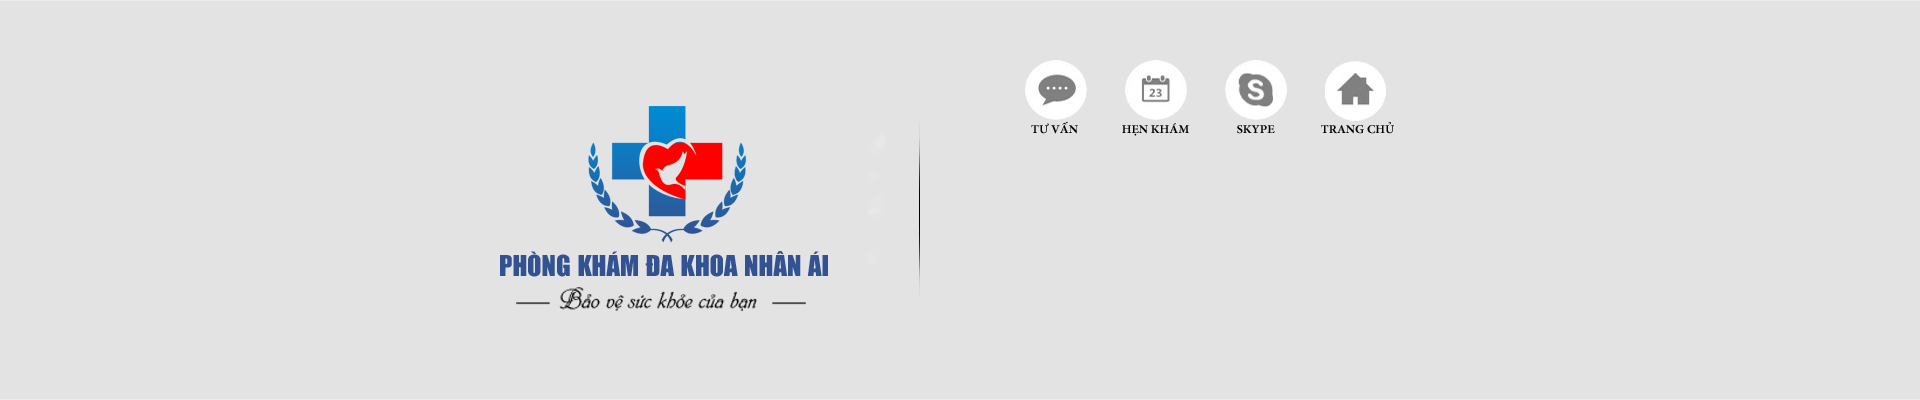 PHÒNG KHÁM ĐA KHOA NHÂN ÁI
Bảo vệ sức khỏe của bạn
23
S
TƯ VẤN HẸN KHÁM SKYPE TRANG CHỦ